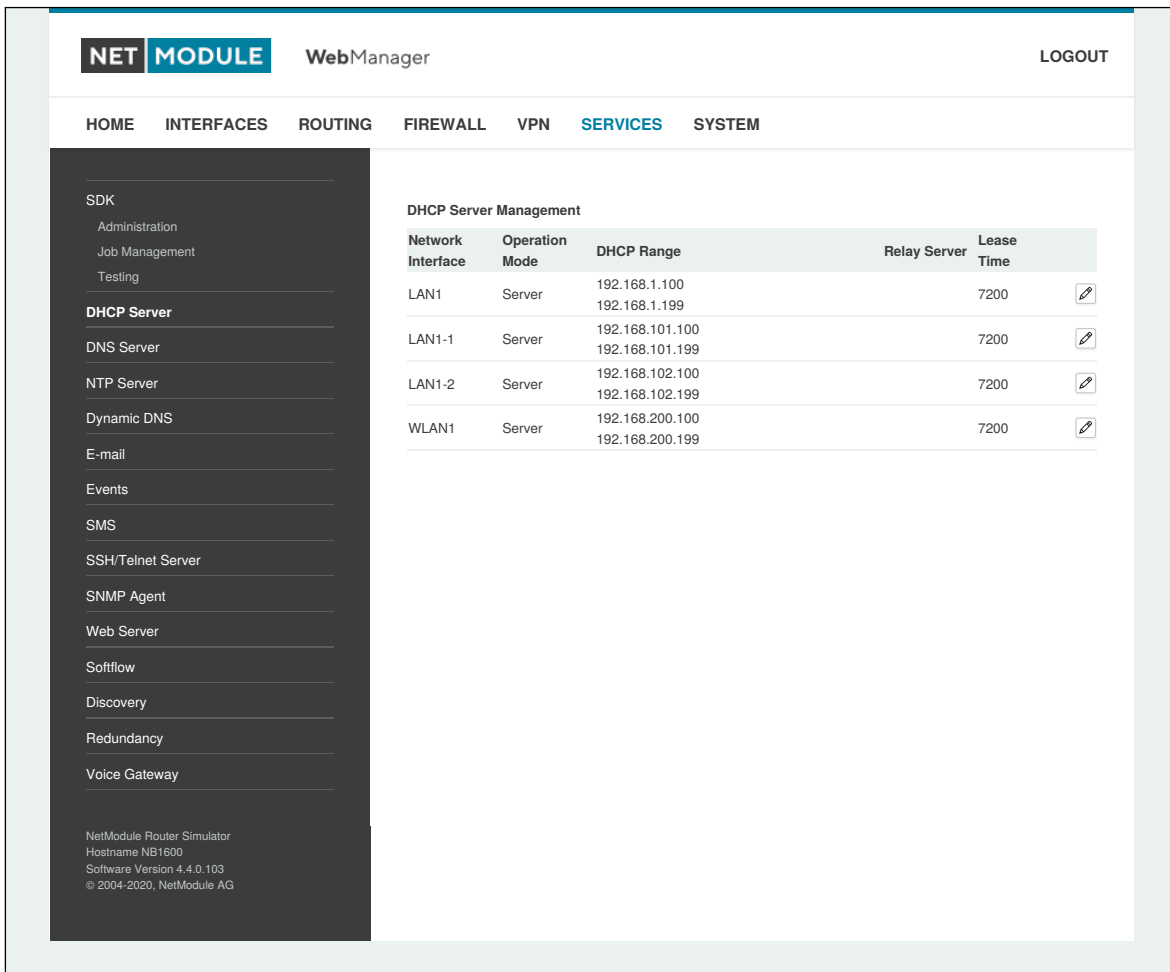 NET MODULE WebManager LOGOUT
HOME INTERFACES ROUTING FIREWALL VPN SERVICES SYSTEM
SDK
Administration
Job Management
Testing
DHCP Server
DNS Server
NTP Server
Dynamic DNS
E-mail
Events
SMS
SSH/Telnet Server
SNMP Agent
Web Server
Softflow
Discovery
Redundancy
Voice Gateway
NetModule Router Simulator
Hostname NB1600
Software Version 4.4.0.103
© 2004-2020, NetModule AG
DHCP Server Management
Network Interface Operation Mode DHCP Range Relay Server Lease Time
LAN1 Server 192.168.1.100 7200
192.168.1.199
LAN1-1 Server 192.168.101.100 7200
192.168.101.199
LAN1-2 Server 192.168.102.100 7200
192.168.102.199
WLAN1 Server 192.168.200.100 7200
192.168.200.199